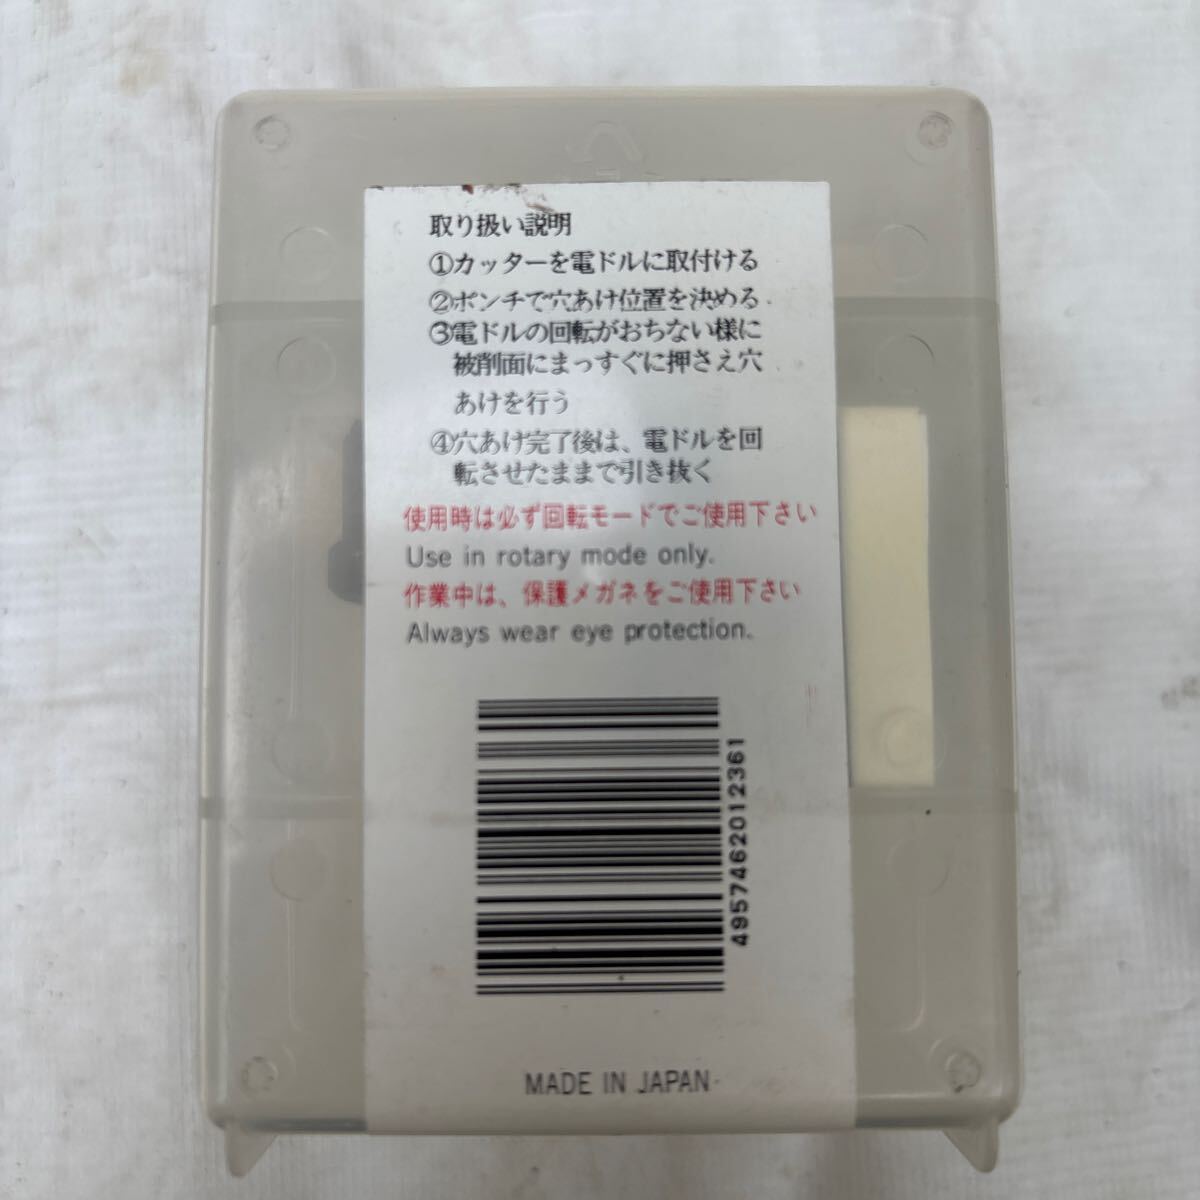 取り扱い説明
①カッターを電ドルに取付ける
②ポンチで穴あけ位置を決める
③電ドルの回転がおちない様に
被削面にまっすぐに押さえ穴
あけを行う
④穴あけ完了後は、電ドルを回
転させたままで引き抜く
使用時は必ず回転モードでご使用下さい
Use in rotary mode only.
作業中は、保護メガネをご使用下さい
Always wear eye protection.
4957462012361
MADE IN JAPAN